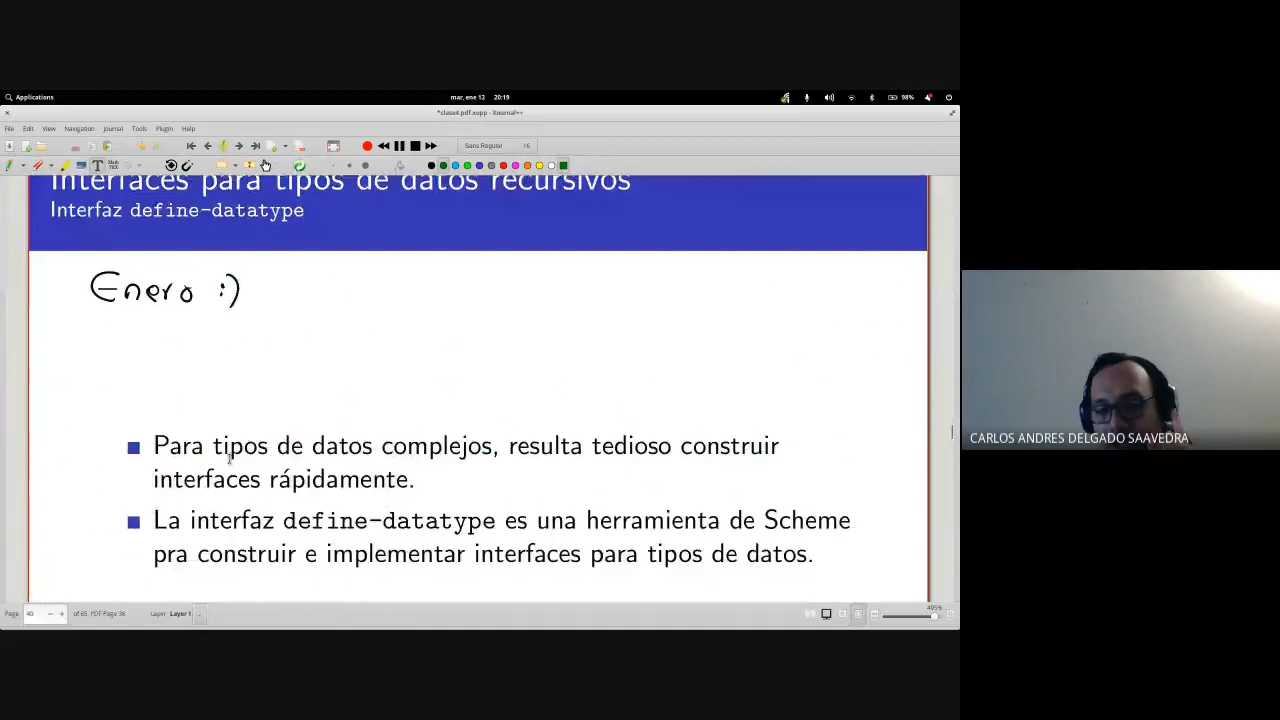 Applications
mar, ene 12 20:19
98%
*clase4.pdf.xopp - Xournal++
File Edit View Navigation Journal Tools Plugin Help
Sans Regular 16
Interfaces para tipos de datos recursivos
Interfaz define-datatype
Enero :)
Para tipos de datos complejos, resulta tedioso construir
interfaces rápidamente.
La interfaz define-datatype es una herramienta de Scheme
pra construir e implementar interfaces para tipos de datos.
CARLOS ANDRES DELGADO SAAVEDRA
Page 40 of 65, PDF Page 36 Layer Layer 1
495%